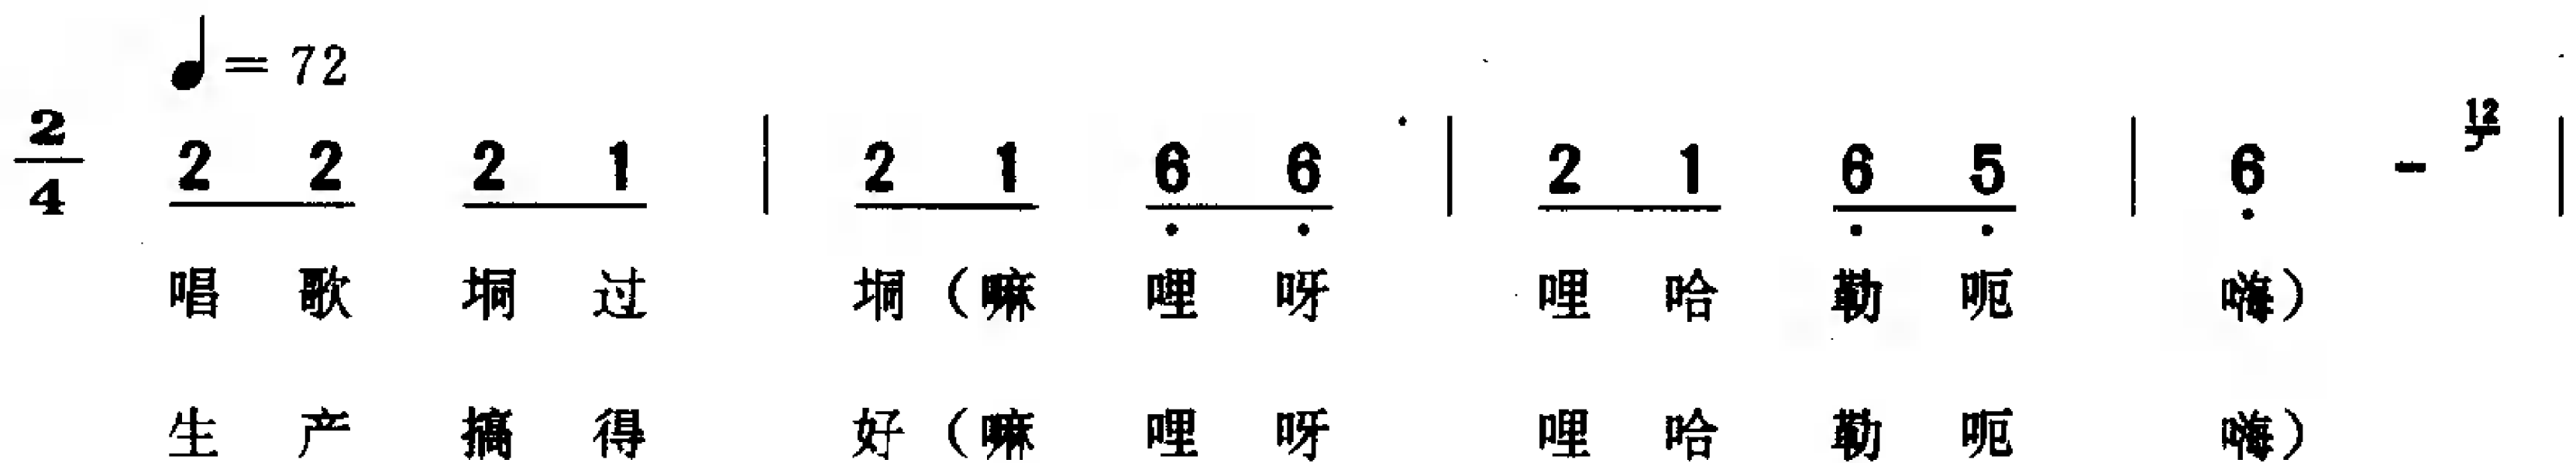 ♩= 72
2/4 2 2 2 1 | 2 1 6 6 | 2 1 6 5 | 6 - 12 |
唱 歌 垌 过 垌（嘛 哩 呀 哩 哈 勒 呃 嗨）
生 产 搞 得 好（嘛 哩 呀 哩 哈 勒 呃 嗨）